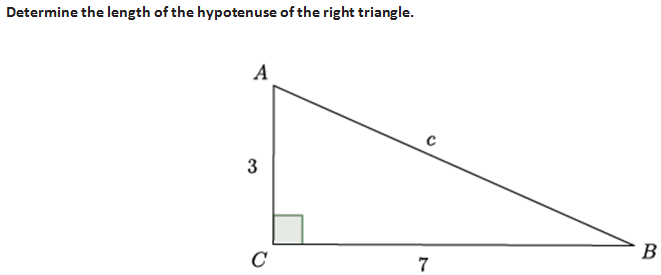 Determine the length of the hypotenuse of the right triangle.
A
c
3
C
7
B